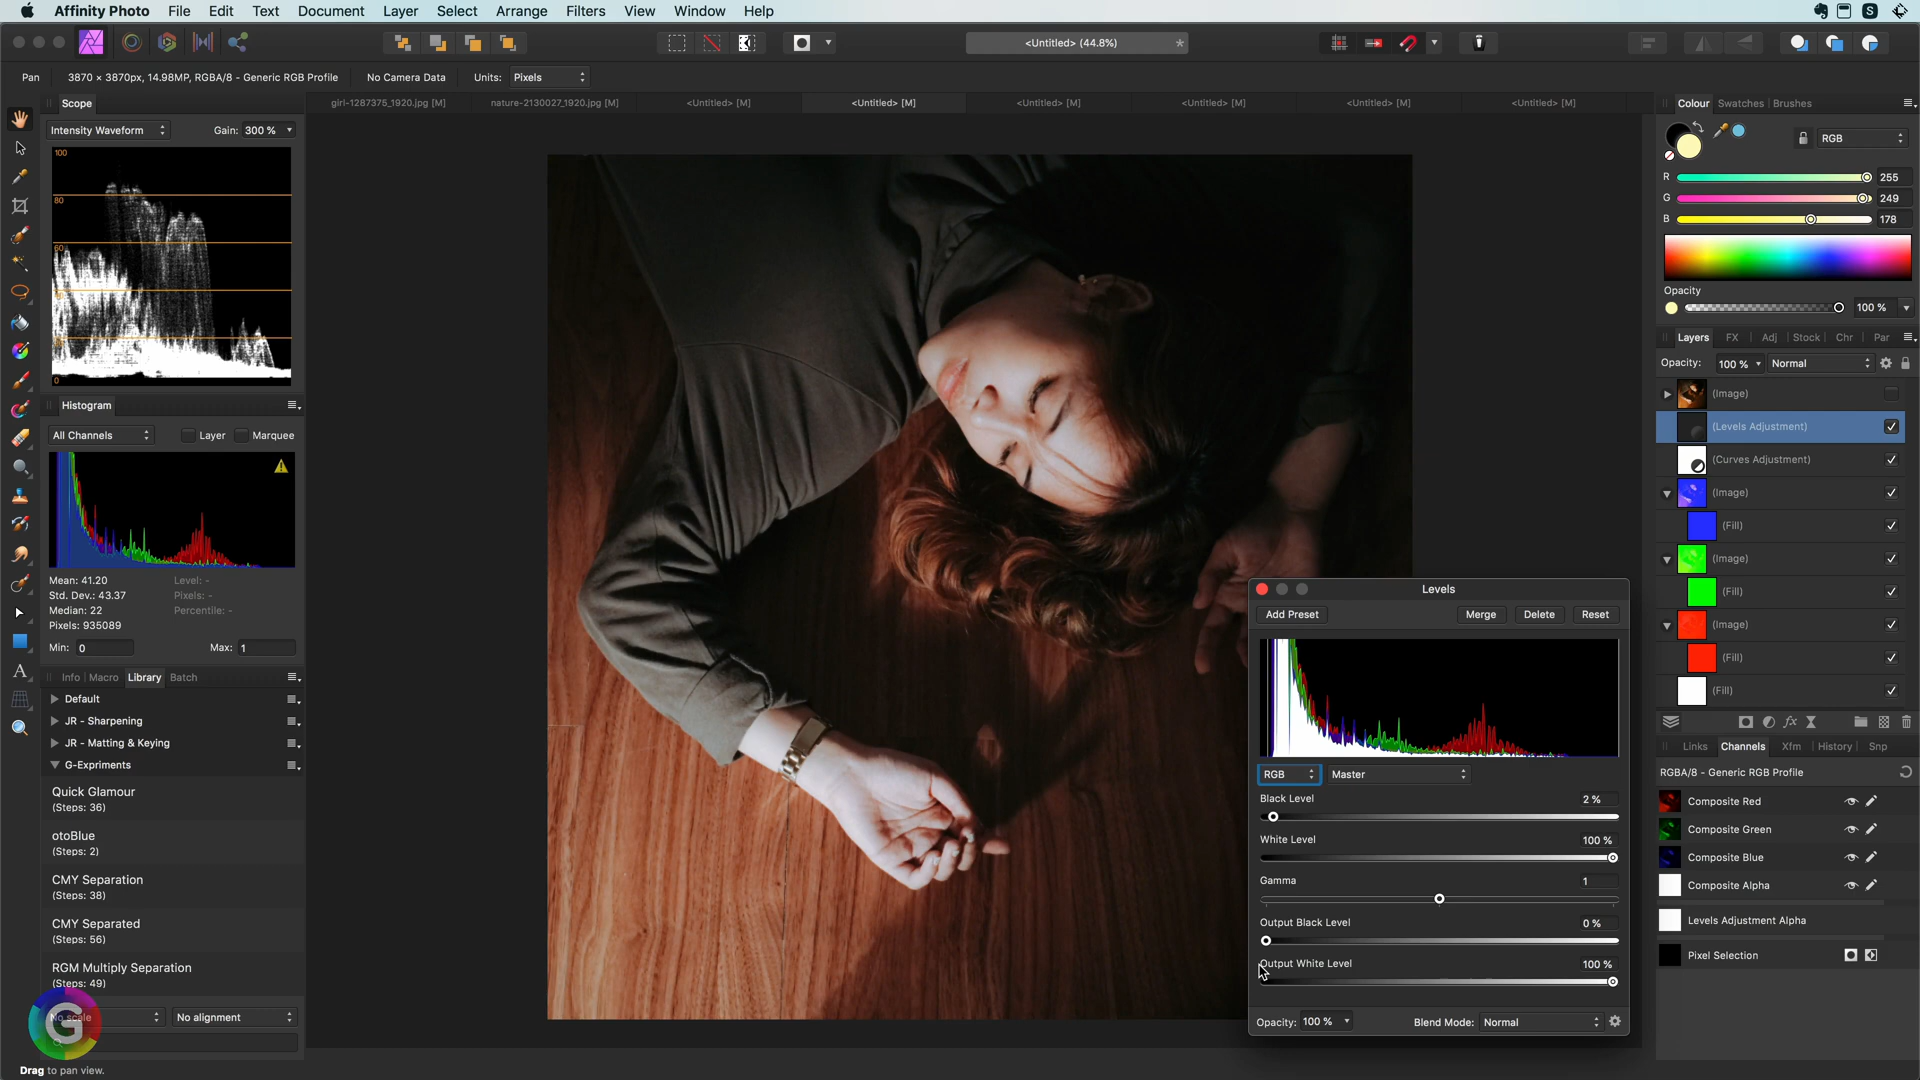 Affinity Photo File Edit Text Document Layer Select Arrange Filters View Window Help
<Untitled> (44.8%) *
Pan 3870 × 3870px, 14.98MP, RGBA/8 - Generic RGB Profile No Camera Data Units: Pixels
Scope
girl-1287375_1920.jpg [M] nature-2130027_1920.jpg [M] <Untitled> [M] <Untitled> [M] <Untitled> [M] <Untitled> [M] <Untitled> [M] <Untitled> [M]
Intensity Waveform Gain: 300 %
100
80
60
0
Histogram
All Channels Layer Marquee
Mean: 41.20 Level: -
Std. Dev.: 43.37 Pixels: -
Median: 22 Percentile: -
Pixels: 935089
Min: 0 Max: 1
Info Macro Library Batch
Default
JR - Sharpening
JR - Matting & Keying
G-Expriments
Quick Glamour
(Steps: 36)
otoBlue
(Steps: 2)
CMY Separation
(Steps: 38)
CMY Separated
(Steps: 56)
RGM Multiply Separation
(Steps: 49)
No scale No alignment
G
Drag to pan view.
Levels
Add Preset Merge Delete Reset
RGB Master
Black Level 2 %
White Level 100 %
Gamma 1
Output Black Level 0 %
Output White Level 100 %
Opacity: 100 % Blend Mode: Normal
Colour Swatches Brushes
RGB
R 255
G 249
B 178
Opacity
100 %
Layers FX Adj Stock Chr Par
Opacity: 100 % Normal
(Image)
(Levels Adjustment)
(Curves Adjustment)
(Image)
(Fill)
(Image)
(Fill)
(Image)
(Fill)
(Fill)
Links Channels Xfm History Snp
RGBA/8 - Generic RGB Profile
Composite Red
Composite Green
Composite Blue
Composite Alpha
Levels Adjustment Alpha
Pixel Selection